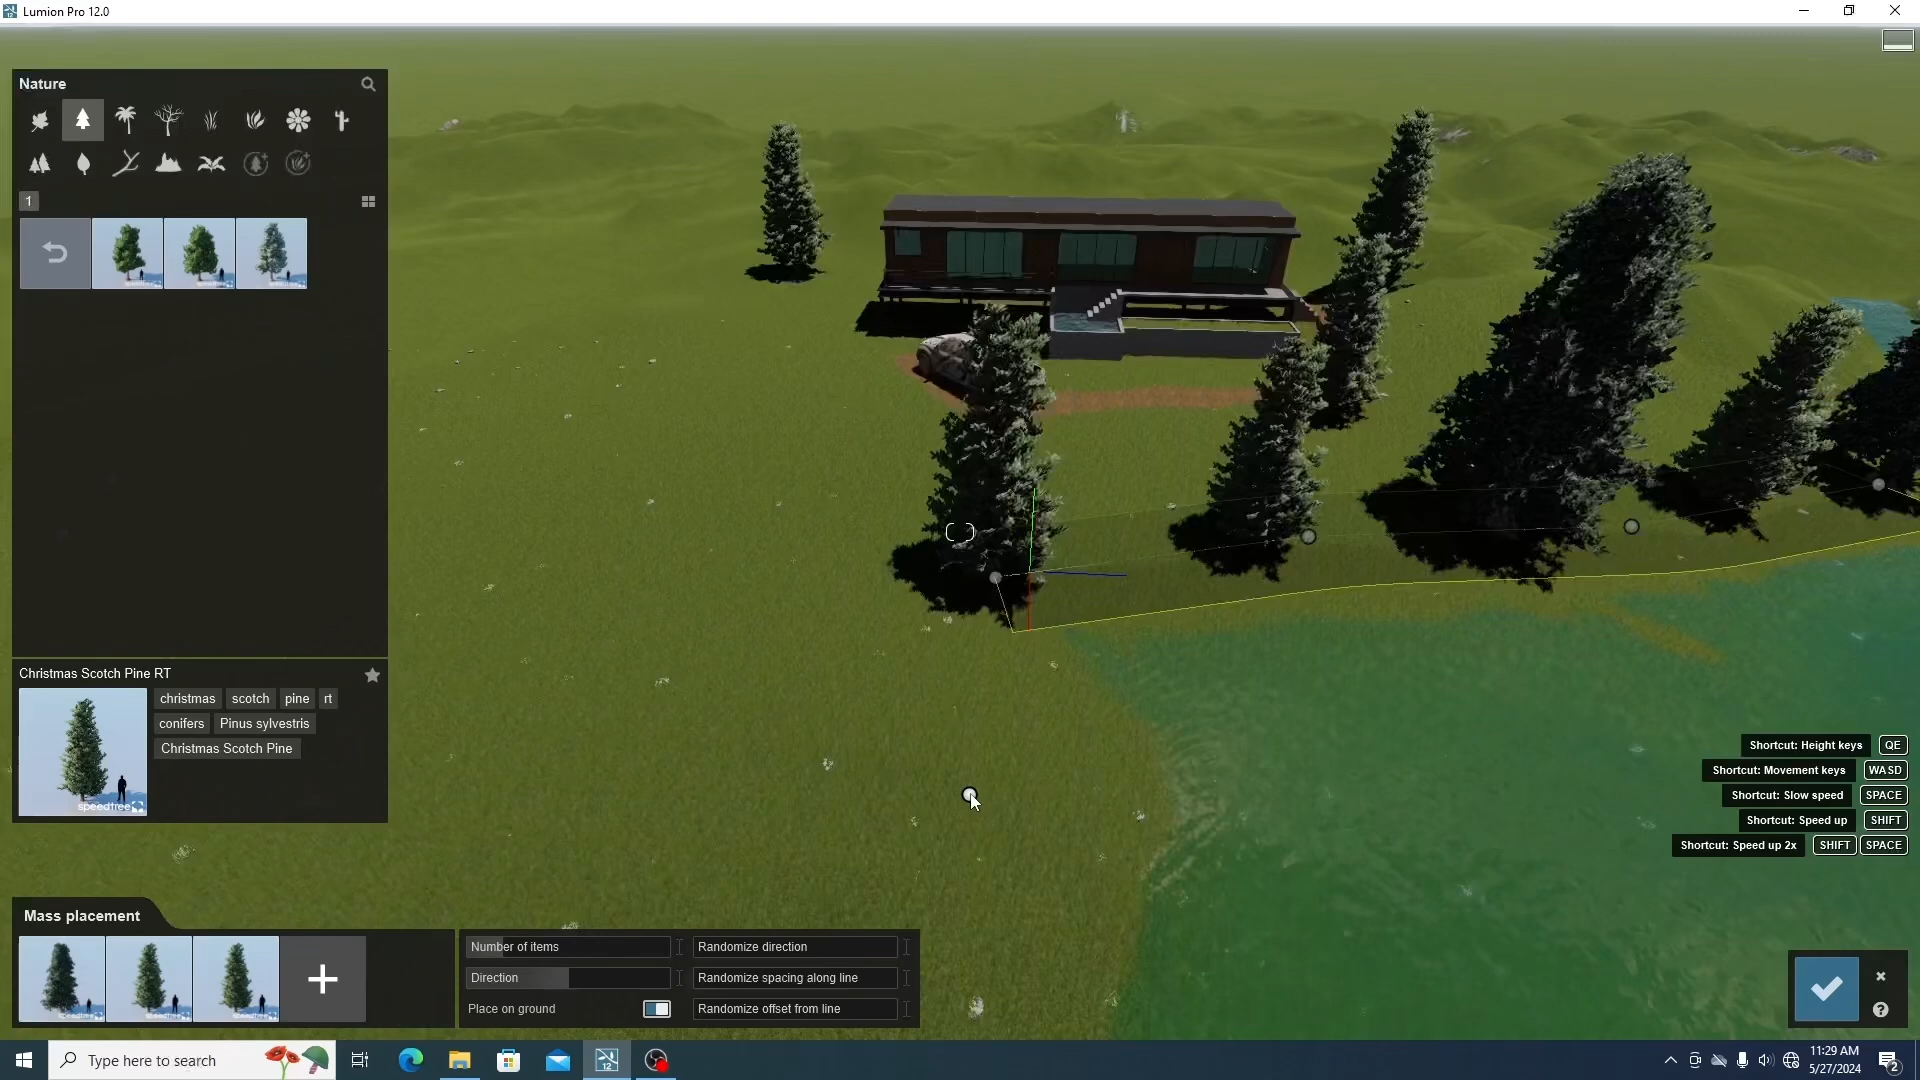 Lumion Pro 12.0
Nature
1
Christmas Scotch Pine RT
christmas scotch pine rt
conifers Pinus sylvestris
Christmas Scotch Pine
speedtree
Shortcut: Height keys QE
Shortcut: Movement keys WASD
Shortcut: Slow speed SPACE
Shortcut: Speed up SHIFT
Shortcut: Speed up 2x SHIFT SPACE
Mass placement
Number of items Randomize direction
Direction Randomize spacing along line
Place on ground Randomize offset from line
Type here to search
12
11:29 AM
5/27/2024
2